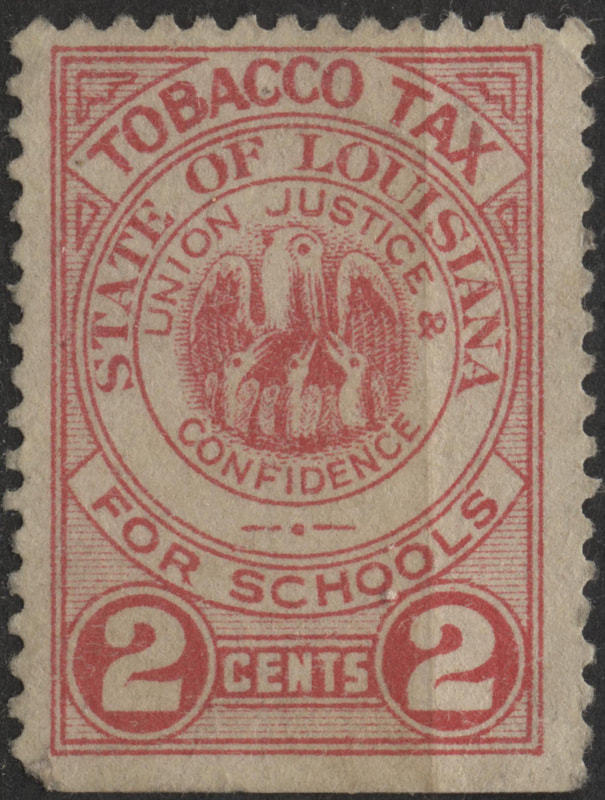 TOBACCO TAX
STATE OF LOUISIANA
UNION JUSTICE &
CONFIDENCE
FOR SCHOOLS
2 CENTS 2